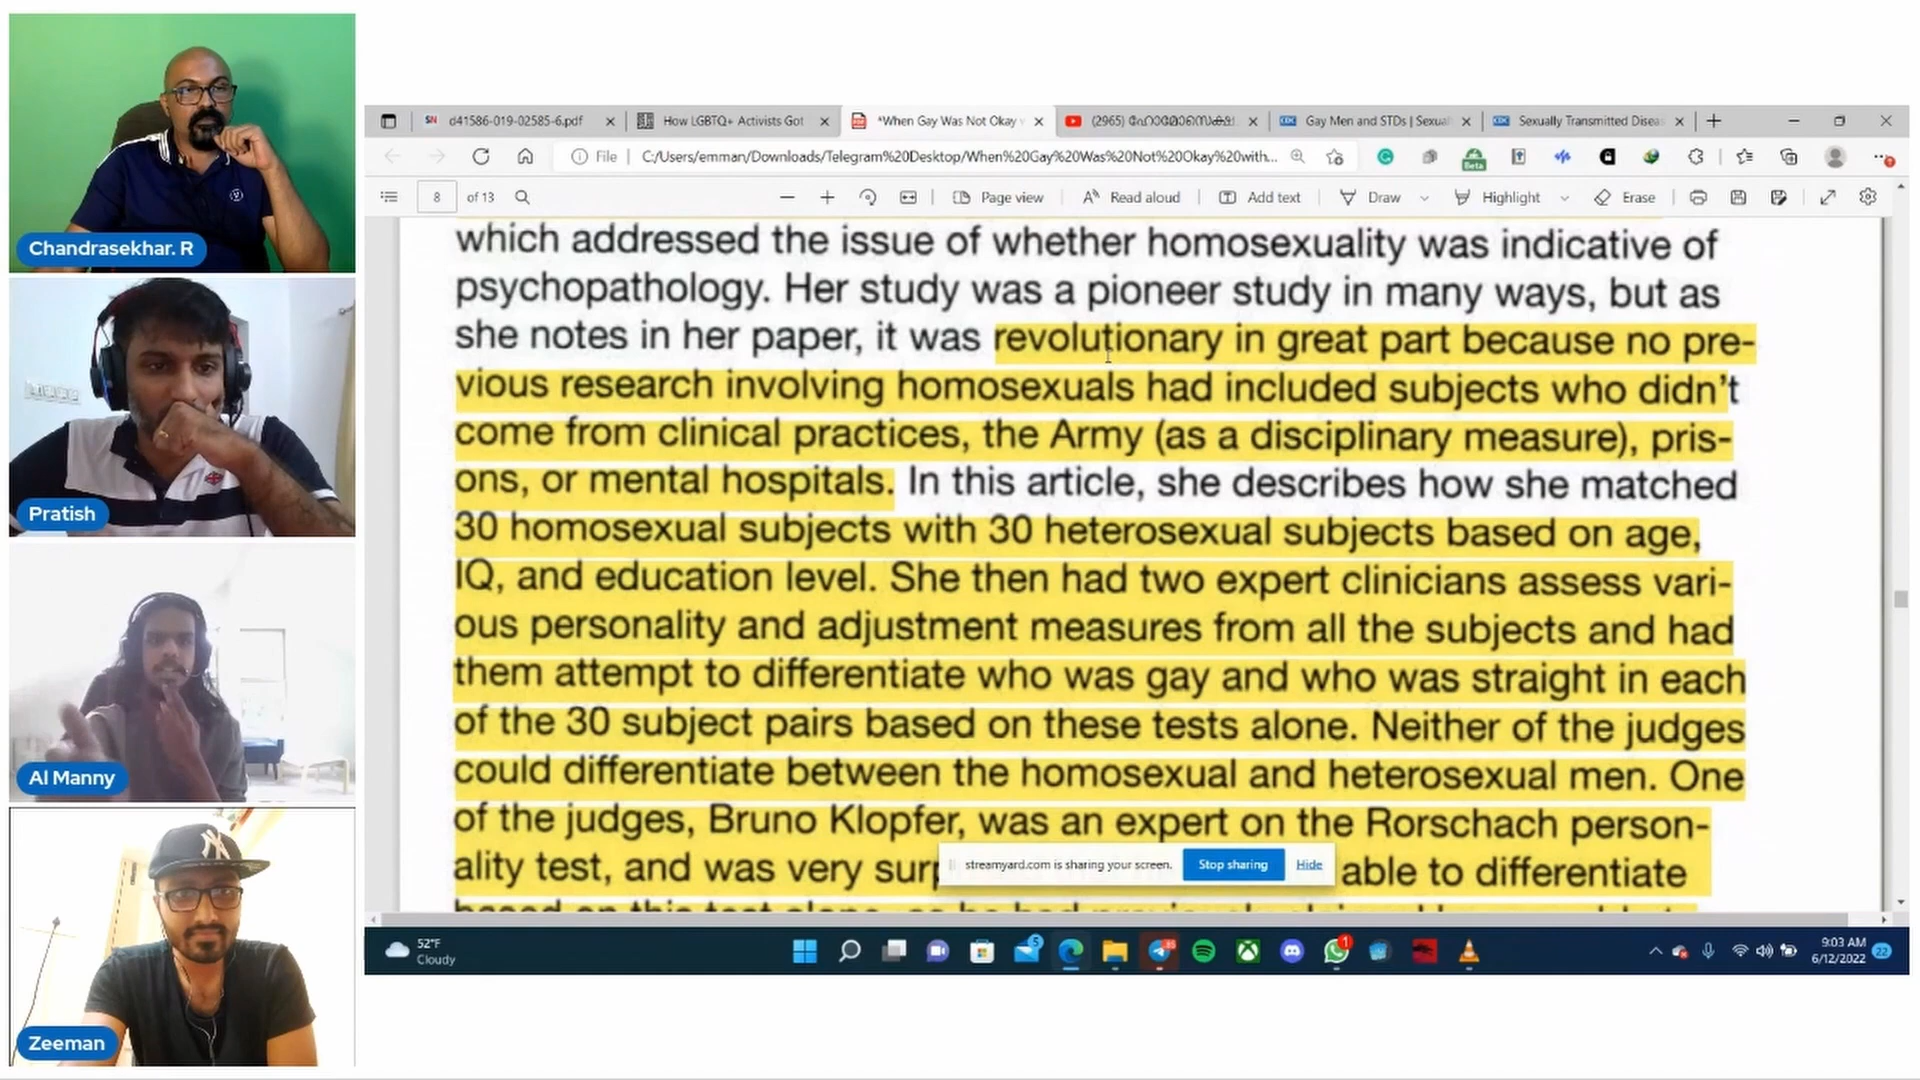 Chandrasekhar. R
Pratish
Al Manny
Zeeman
d41586-019-02585-6.pdf
How LGBTQ+ Activists Got
*When Gay Was Not Okay
(2965)
Gay Men and STDs | Sexual
Sexually Transmitted Disea
File
C:/Users/emman/Downloads/Telegram%20Desktop/When%20Gay%20Was%20Not%20Okay%20with...
Beta
8 of 13
Page view
Read aloud
Add text
Draw
Highlight
Erase
which addressed the issue of whether homosexuality was indicative of
psychopathology. Her study was a pioneer study in many ways, but as
she notes in her paper, it was revolutionary in great part because no pre-
vious research involving homosexuals had included subjects who didn't
come from clinical practices, the Army (as a disciplinary measure), pris-
ons, or mental hospitals. In this article, she describes how she matched
30 homosexual subjects with 30 heterosexual subjects based on age,
IQ, and education level. She then had two expert clinicians assess vari-
ous personality and adjustment measures from all the subjects and had
them attempt to differentiate who was gay and who was straight in each
of the 30 subject pairs based on these tests alone. Neither of the judges
could differentiate between the homosexual and heterosexual men. One
of the judges, Bruno Klopfer, was an expert on the Rorschach person-
ality test, and was very surp able to differentiate
streamyard.com is sharing your screen.
Stop sharing
Hide
52°F
Cloudy
9:03 AM
6/12/2022
22